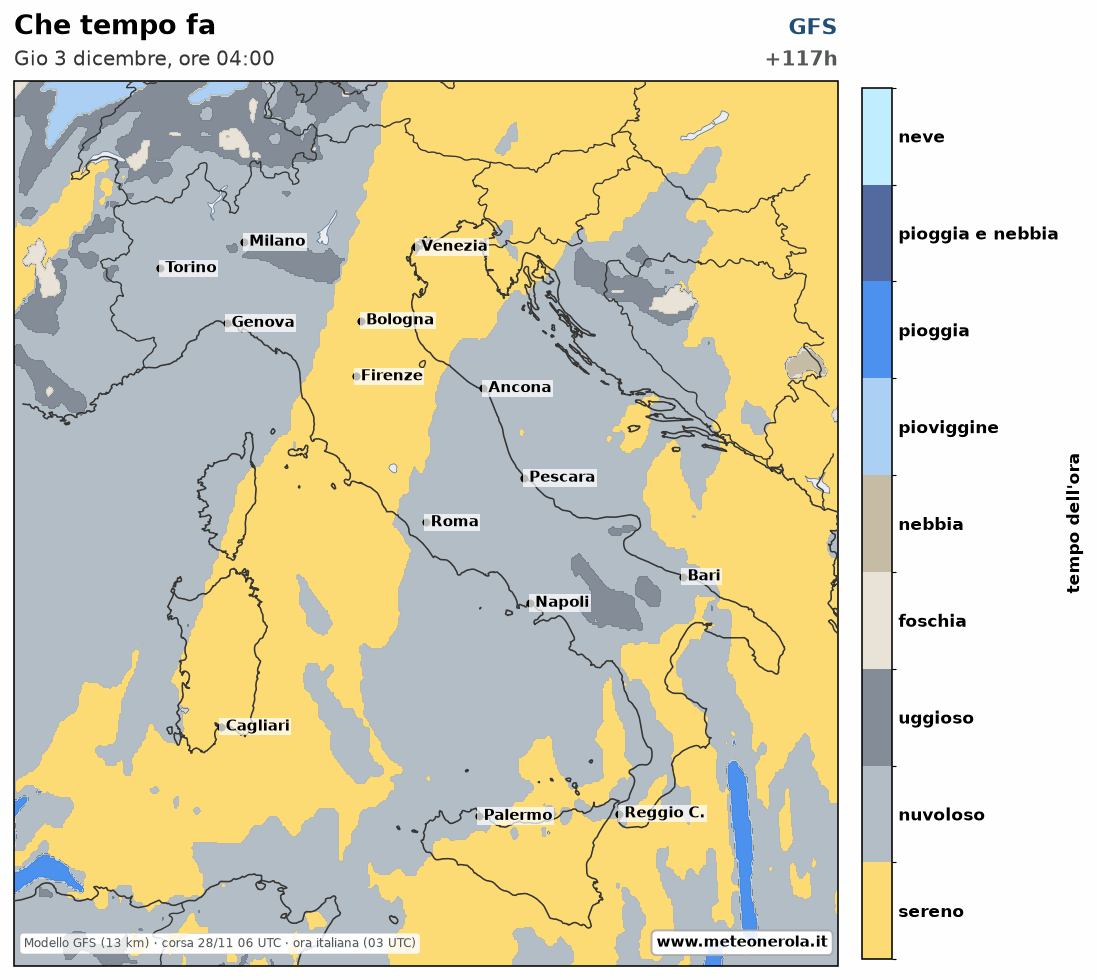 Che tempo fa
GFS
Gio 3 dicembre, ore 04:00
+117h
neve
pioggia e nebbia
pioggia
pioviggine
nebbia
foschia
uggioso
nuvoloso
sereno
tempo dell'ora
Milano
Venezia
Torino
Genova
Bologna
Firenze
Ancona
Pescara
Roma
Bari
Napoli
Cagliari
Palermo
Reggio C.
Modello GFS (13 km) · corsa 28/11 06 UTC · ora italiana (03 UTC)
www.meteonerola.it